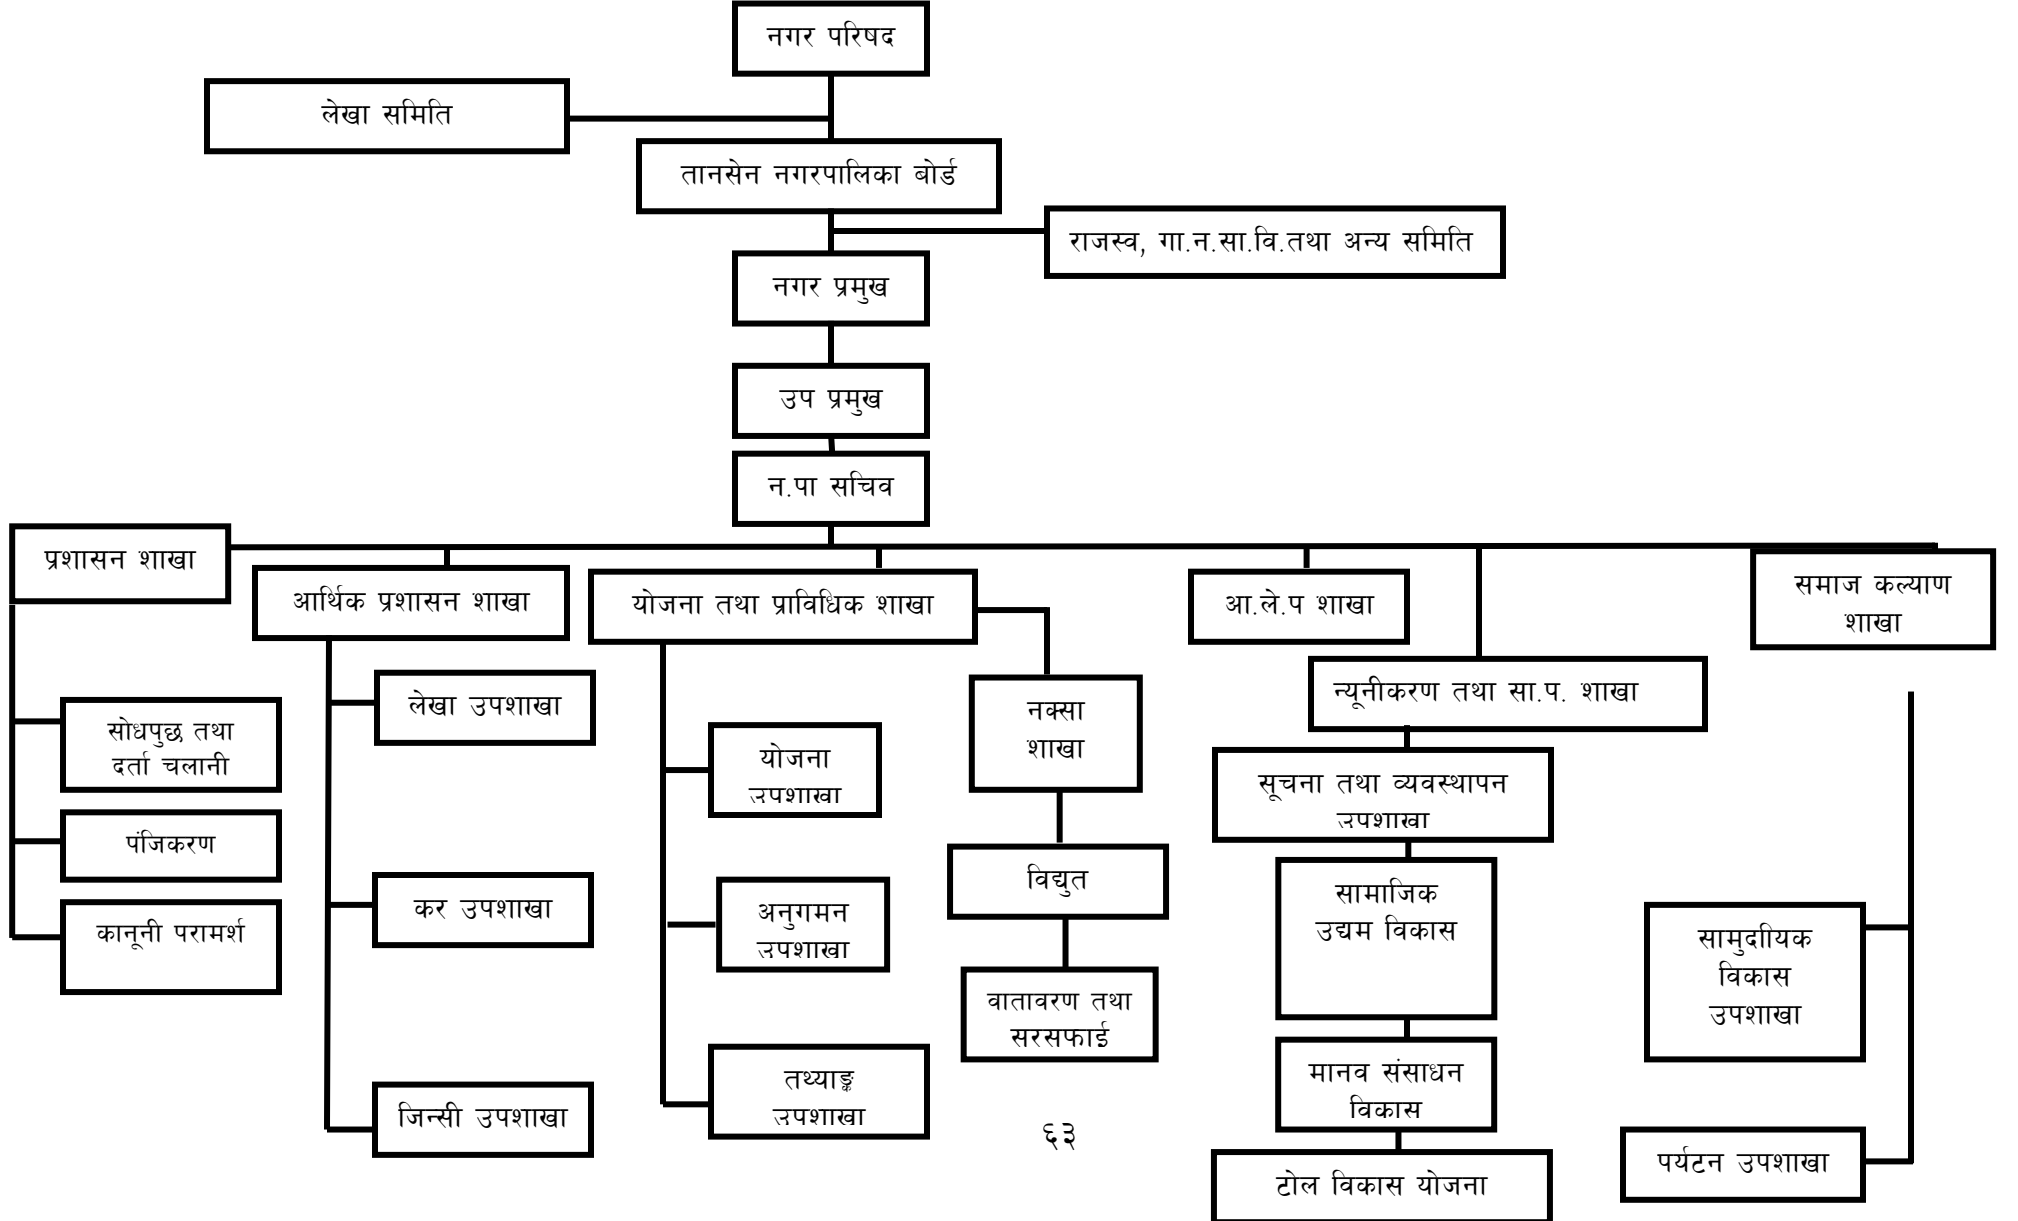 नगर परिषद
लेखा समिति
तानसेन नगरपालिका बोर्ड
राजस्व, गा.न.सा.वि.तथा अन्य समिति
नगर प्रमुख
उप प्रमुख
न.पा सचिव
प्रशासन शाखा
आर्थिक प्रशासन शाखा
योजना तथा प्राविधिक शाखा
आ.ले.प शाखा
समाज कल्याण
शाखा
न्यूनीकरण तथा सा.प. शाखा
सोधपुछ तथा
दर्ता चलानी
पंजिकरण
कानूनी परामर्श
लेखा उपशाखा
कर उपशाखा
जिन्सी उपशाखा
योजना
उपशाखा
अनुगमन
उपशाखा
तथ्याङ्क
उपशाखा
नक्सा
शाखा
विद्युत
वातावरण तथा
सरसफाई
सूचना तथा व्यवस्थापन
उपशाखा
सामाजिक
उद्यम विकास
मानव संसाधन
विकास
टोल विकास योजना
सामुदाीयक
विकास
उपशाखा
पर्यटन उपशाखा
६३